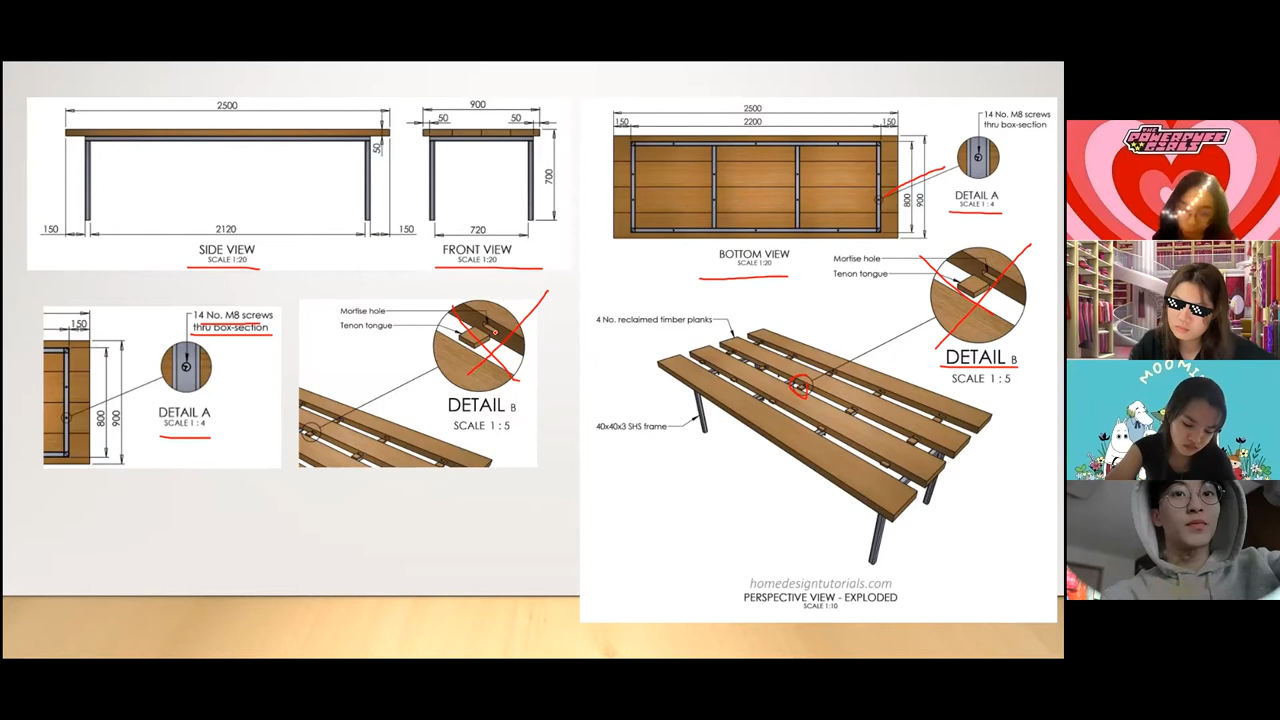 2500
50
150
2120
150
SIDE VIEW
SCALE 1:20
900
50
50
700
720
FRONT VIEW
SCALE 1:20
2500
150
2200
150
800
900
BOTTOM VIEW
SCALE 1:20
14 No. M8 screws
thru box-section
DETAIL A
SCALE 1 : 4
150
14 No. M8 screws
thru box-section
800
900
DETAIL A
SCALE 1 : 4
Mortise hole
Tenon tongue
DETAIL B
SCALE 1 : 5
Mortise hole
Tenon tongue
DETAIL B
SCALE 1 : 5
4 No. reclaimed timber planks
40x40x3 SHS frame
homedesigntutorials.com
PERSPECTIVE VIEW - EXPLODED
SCALE 1:10
THE
POWERPUFF
GIRLS
MOOMIN